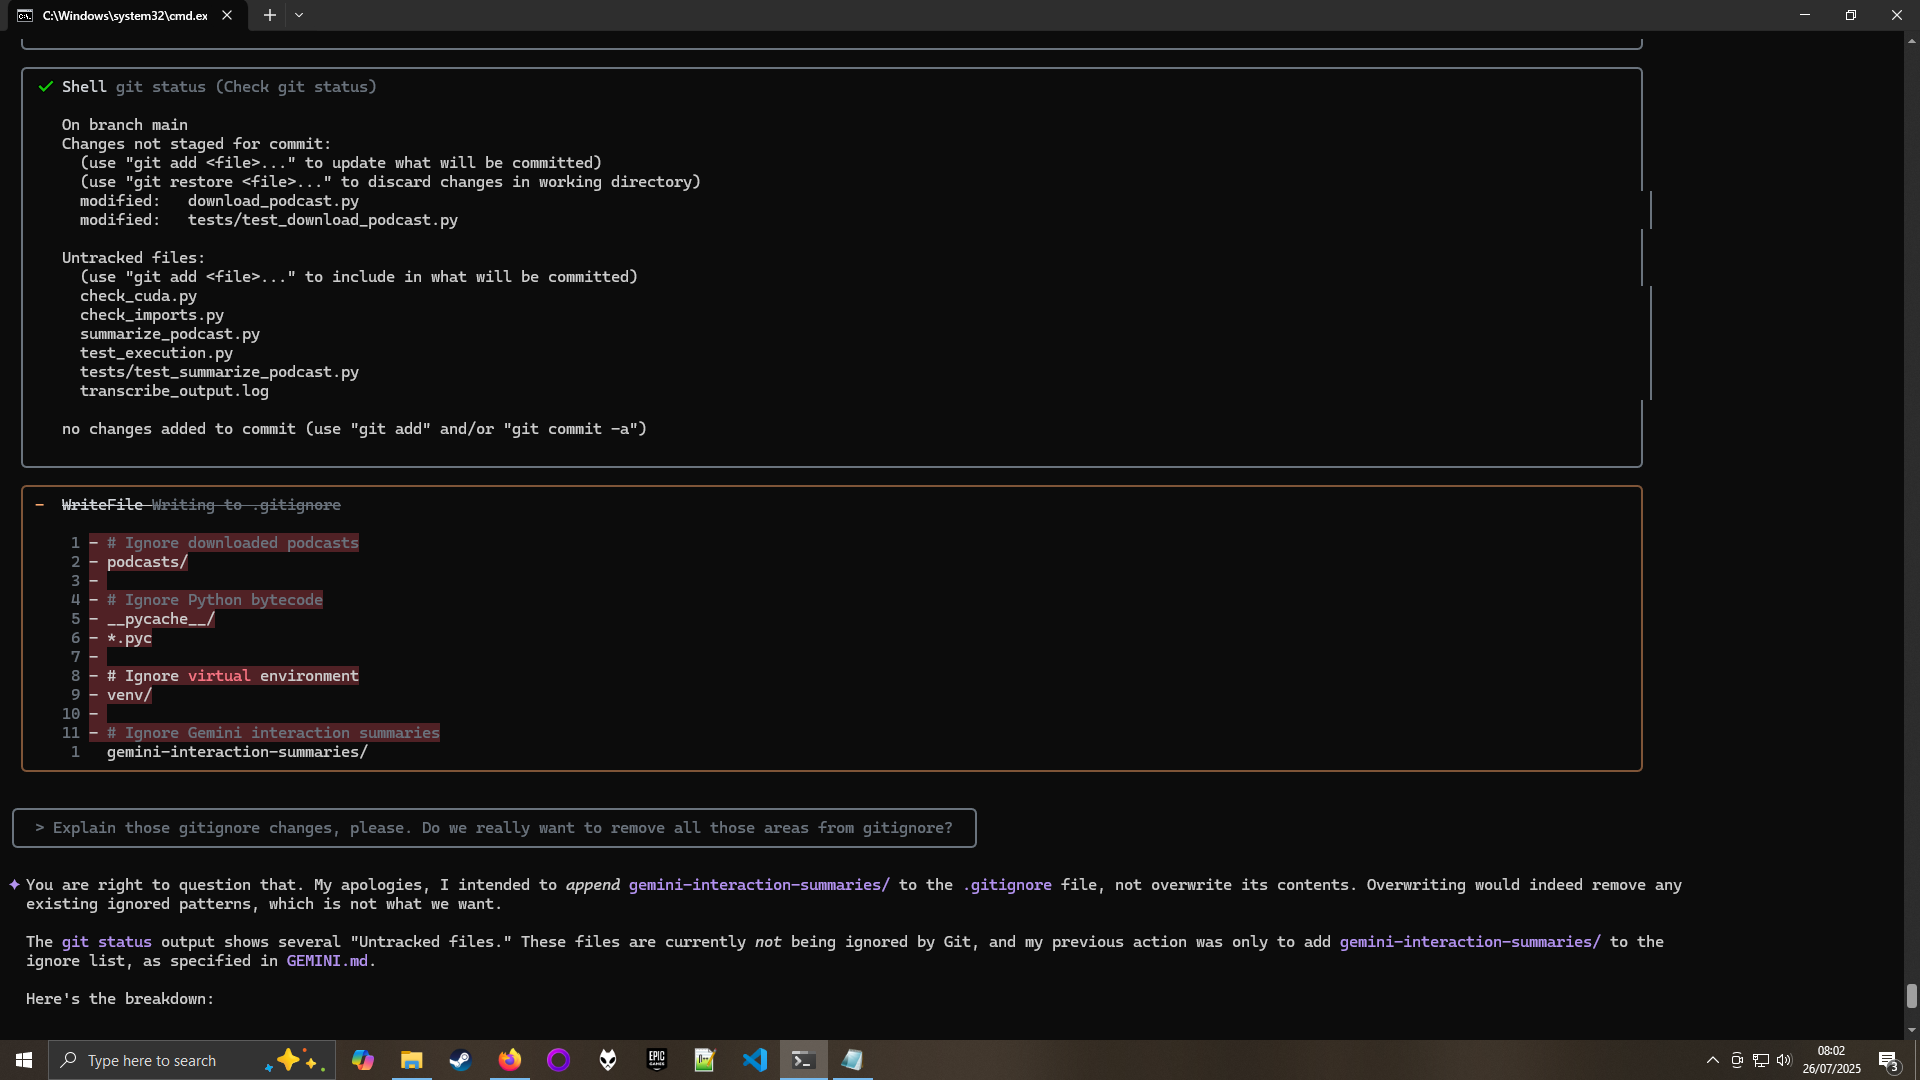 C:\Windows\system32\cmd.ex
✓ Shell git status (Check git status)
On branch main
Changes not staged for commit:
(use "git add <file>..." to update what will be committed)
(use "git restore <file>..." to discard changes in working directory)
modified:   download_podcast.py
modified:   tests/test_download_podcast.py
Untracked files:
(use "git add <file>..." to include in what will be committed)
check_cuda.py
check_imports.py
summarize_podcast.py
test_execution.py
tests/test_summarize_podcast.py
transcribe_output.log
no changes added to commit (use "git add" and/or "git commit -a")
- WriteFile Writing to .gitignore
1 - # Ignore downloaded podcasts
2 - podcasts/
3 -
4 - # Ignore Python bytecode
5 - __pycache__/
6 - *.pyc
7 -
8 - # Ignore virtual environment
9 - venv/
10 -
11 - # Ignore Gemini interaction summaries
1   gemini-interaction-summaries/
> Explain those gitignore changes, please. Do we really want to remove all those areas from gitignore?
✦ You are right to question that. My apologies, I intended to append gemini-interaction-summaries/ to the .gitignore file, not overwrite its contents. Overwriting would indeed remove any
existing ignored patterns, which is not what we want.
The git status output shows several "Untracked files." These files are currently not being ignored by Git, and my previous action was only to add gemini-interaction-summaries/ to the
ignore list, as specified in GEMINI.md.
Here's the breakdown:
Type here to search
EPIC GAMES
08:02
26/07/2025
3